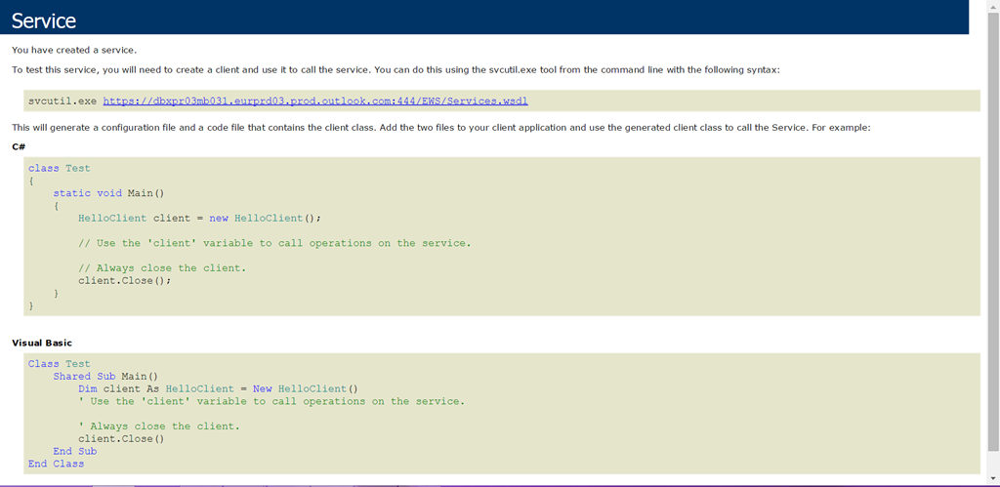 Service
You have created a service.
To test this service, you will need to create a client and use it to call the service. You can do this using the svcutil.exe tool from the command line with the following syntax:
svcutil.exe https://dbxpr03mb031.eurprd03.prod.outlook.com:444/EWS/Services.wsdl
This will generate a configuration file and a code file that contains the client class. Add the two files to your client application and use the generated client class to call the Service. For example:
C#
class Test
{
    static void Main()
    {
        HelloClient client = new HelloClient();
        // Use the 'client' variable to call operations on the service.
        // Always close the client.
        client.Close();
    }
}
Visual Basic
Class Test
    Shared Sub Main()
        Dim client As HelloClient = New HelloClient()
        ' Use the 'client' variable to call operations on the service.
        ' Always close the client.
        client.Close()
    End Sub
End Class